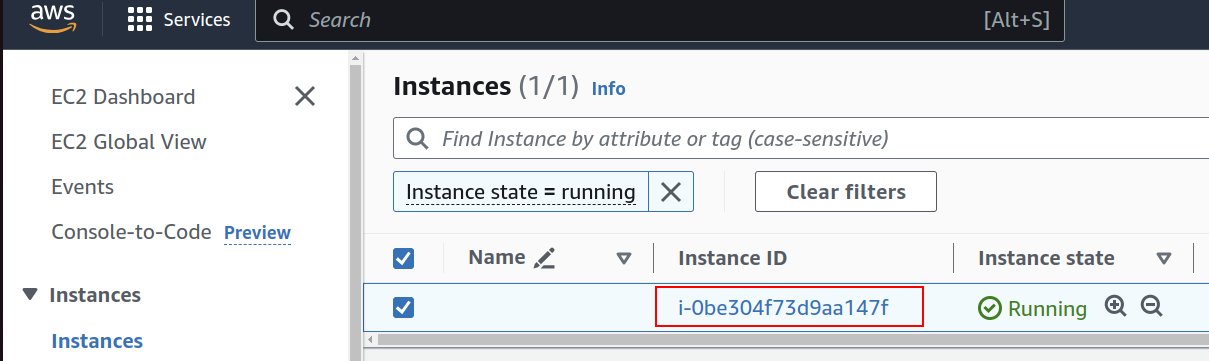 aws Services Search [Alt+S]
EC2 Dashboard
EC2 Global View
Events
Console-to-Code Preview
Instances
Instances
Instances (1/1) Info
Find Instance by attribute or tag (case-sensitive)
Instance state = running Clear filters
Name Instance ID Instance state
i-0be304f73d9aa147f Running